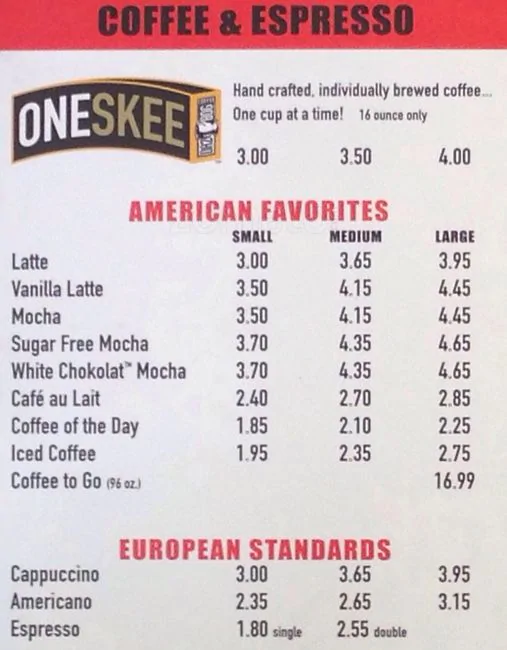 COFFEE & ESPRESSO
ONESKEE
Hand crafted, individually brewed coffee...
One cup at a time! 16 ounce only
3.00 3.50 4.00
AMERICAN FAVORITES
SMALL MEDIUM LARGE
Latte 3.00 3.65 3.95
Vanilla Latte 3.50 4.15 4.45
Mocha 3.50 4.15 4.45
Sugar Free Mocha 3.70 4.35 4.65
White Chokolat™ Mocha 3.70 4.35 4.65
Café au Lait 2.40 2.70 2.85
Coffee of the Day 1.85 2.10 2.25
Iced Coffee 1.95 2.35 2.75
Coffee to Go (96 oz.) 16.99
EUROPEAN STANDARDS
Cappuccino 3.00 3.65 3.95
Americano 2.35 2.65 3.15
Espresso 1.80 single 2.55 double